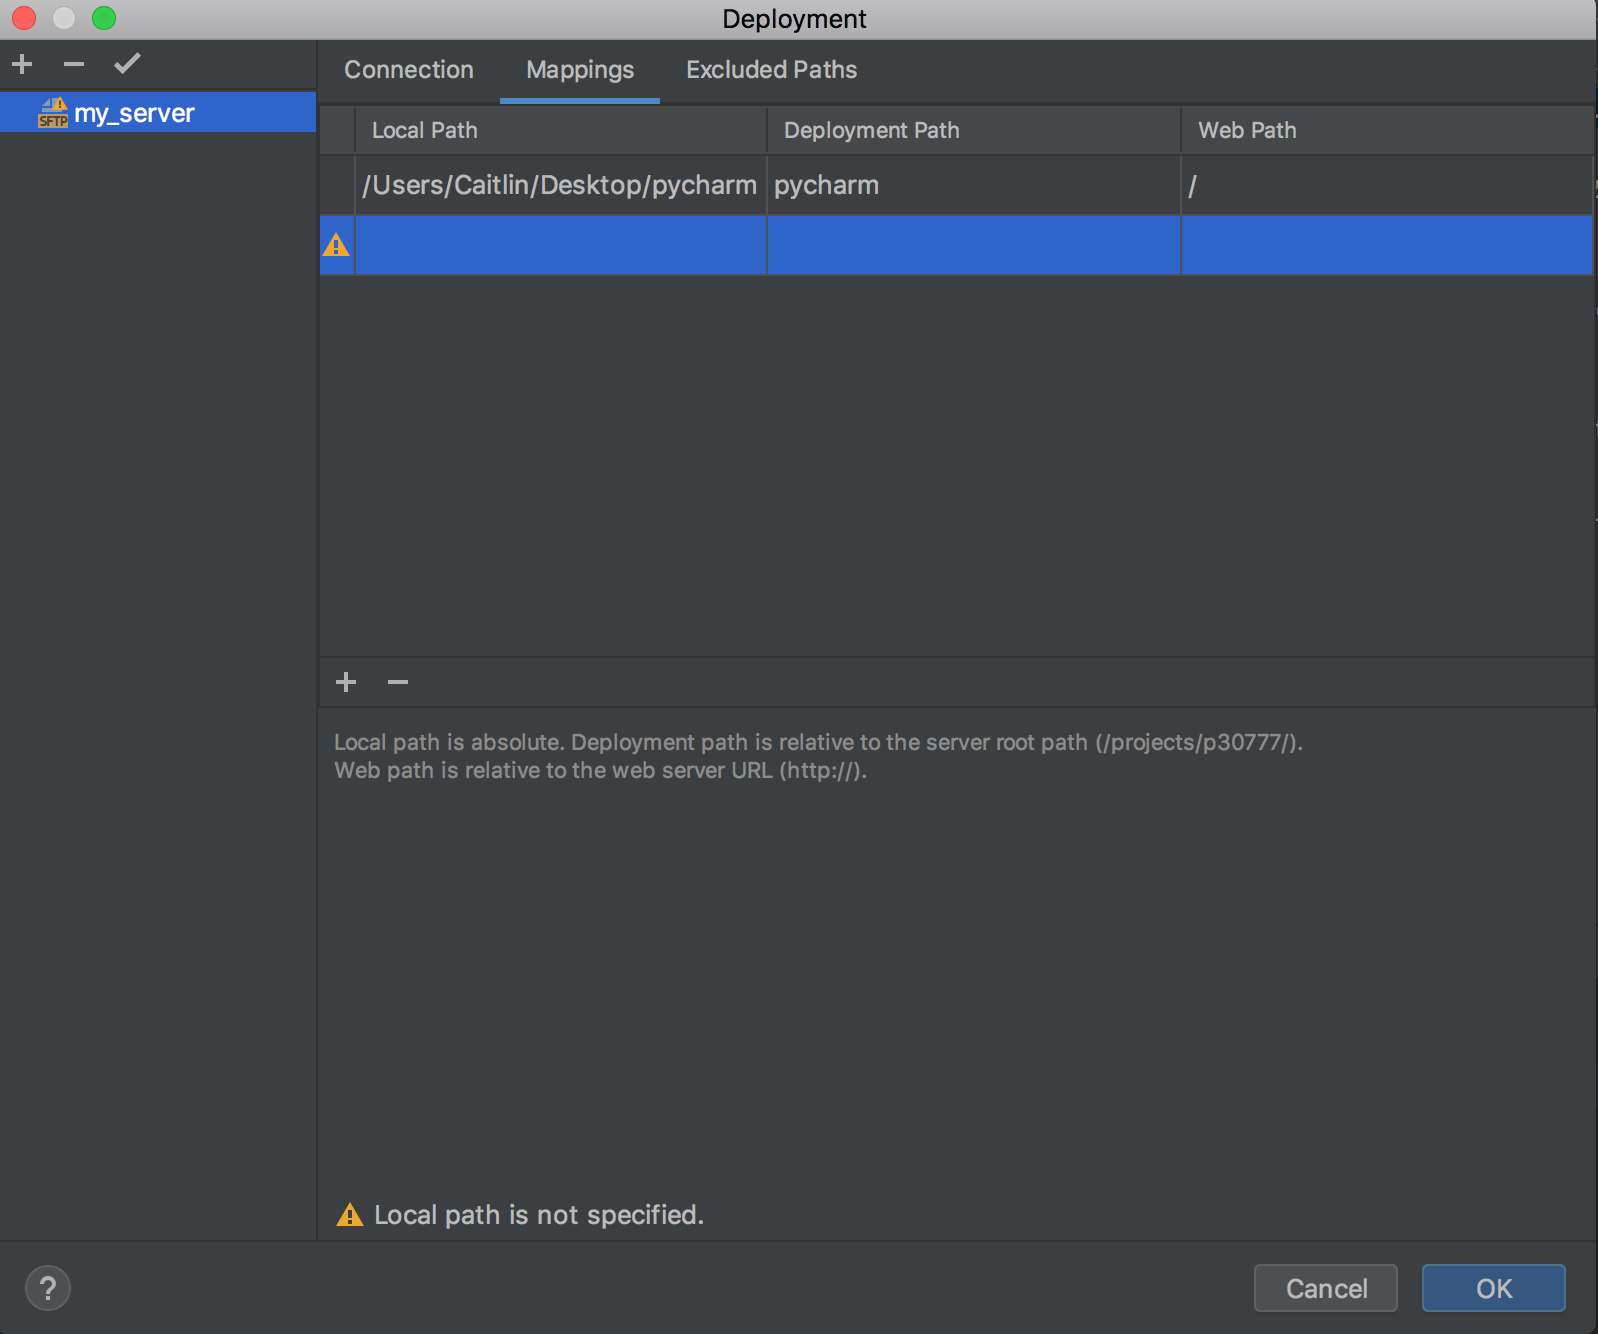 Deployment
Connection Mappings Excluded Paths
SFTP my_server
Local Path Deployment Path Web Path
/Users/Caitlin/Desktop/pycharm pycharm /
Local path is absolute. Deployment path is relative to the server root path (/projects/p30777/).
Web path is relative to the web server URL (http://).
Local path is not specified.
? Cancel OK